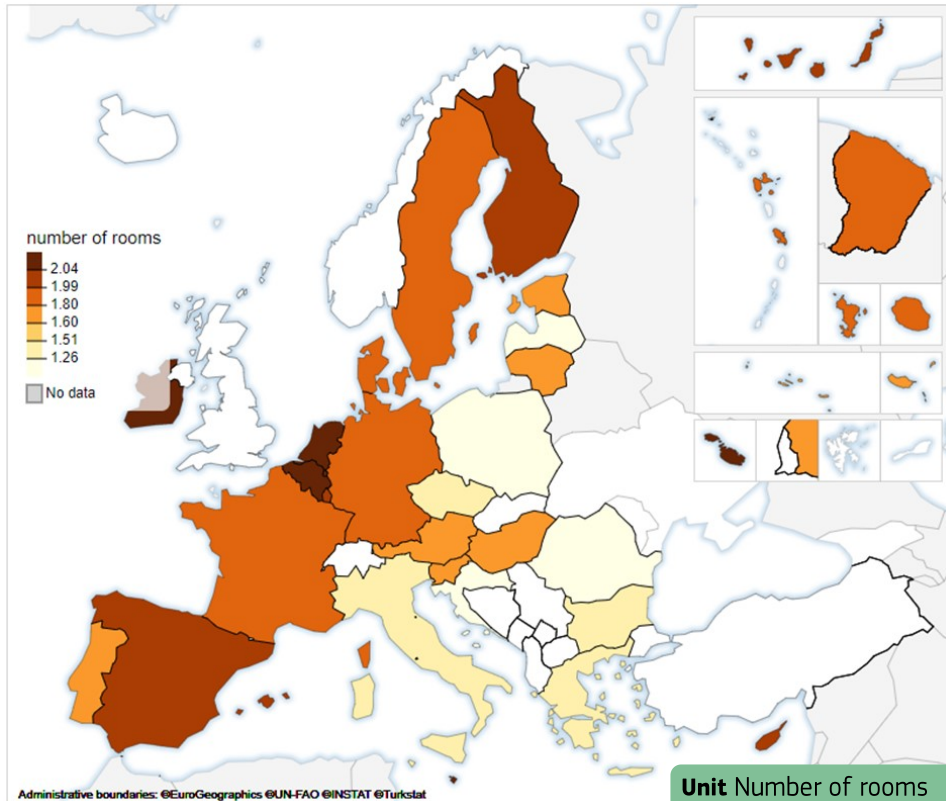 number of rooms
2.04
1.99
1.80
1.60
1.51
1.26
No data
Administrative boundaries: ©EuroGeographics ©UN-FAO ©INSTAT ©Turkstat
Unit Number of rooms